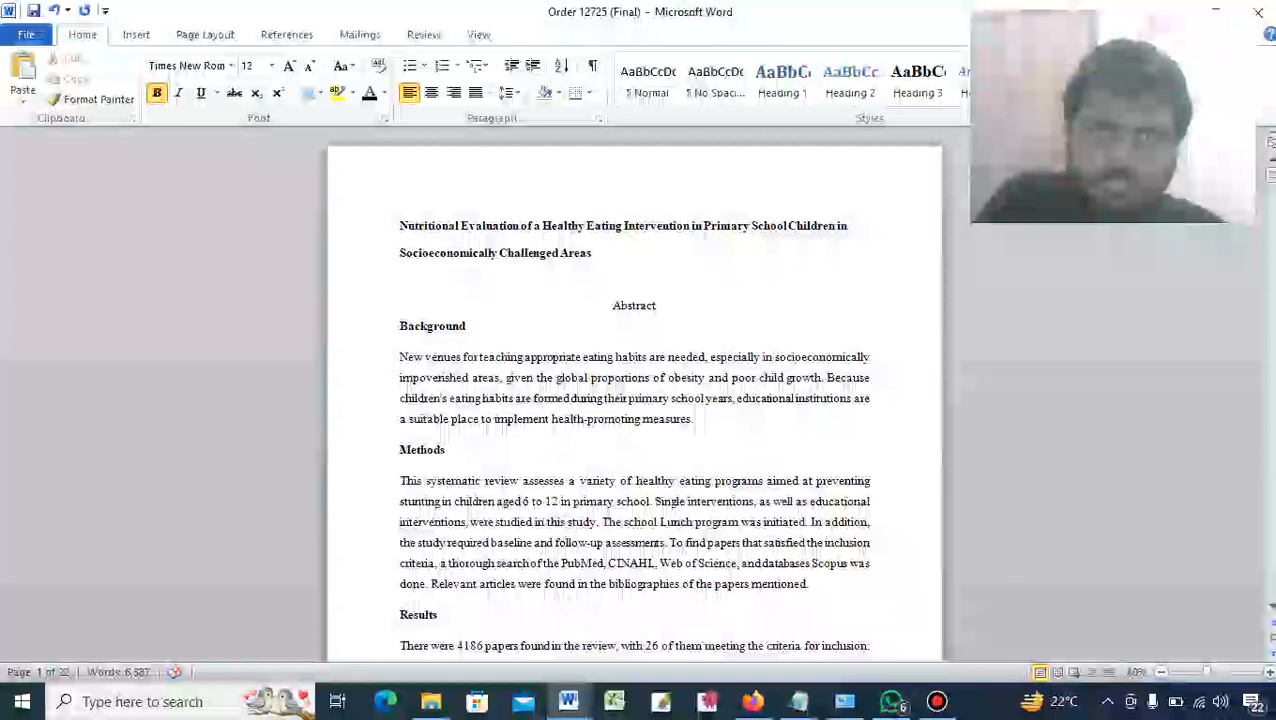 Order 12725 (Final) - Microsoft Word
File Home Insert Page Layout References Mailings Review View
Cut
Copy
Format Painter
Paste
Clipboard
Times New Rom 12
Font
Paragraph
AaBbCcDc AaBbCcDc AaBbC AaBbCc AaBbCc
¶ Normal ¶ No Spaci... Heading 1 Heading 2 Heading 3
Styles
Nutritional Evaluation of a Healthy Eating Intervention in Primary School Children in
Socioeconomically Challenged Areas
Abstract
Background
New venues for teaching appropriate eating habits are needed, especially in socioeconomically
impoverished areas, given the global proportions of obesity and poor child growth. Because
children's eating habits are formed during their primary school years, educational institutions are
a suitable place to implement health-promoting measures.
Methods
This systematic review assesses a variety of healthy eating programs aimed at preventing
stunting in children aged 6 to 12 in primary school. Single interventions, as well as educational
interventions, were studied in this study. The school Lunch program was initiated. In addition,
the study required baseline and follow-up assessments. To find papers that satisfied the inclusion
criteria, a thorough search of the PubMed, CINAHL, Web of Science, and databases Scopus was
done. Relevant articles were found in the bibliographies of the papers mentioned.
Results
There were 4186 papers found in the review, with 26 of them meeting the criteria for inclusion.
Page: 1 of 22 Words: 6,587
Type here to search
22°C
22